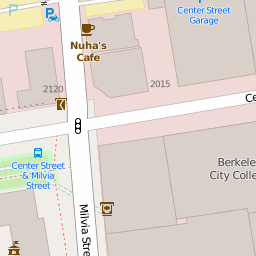 Center Street
Garage
Nuha's
Cafe
2120
2015
Ce
Center Street
& Milvia
Street
Berkele
City Colle
Milvia Stre